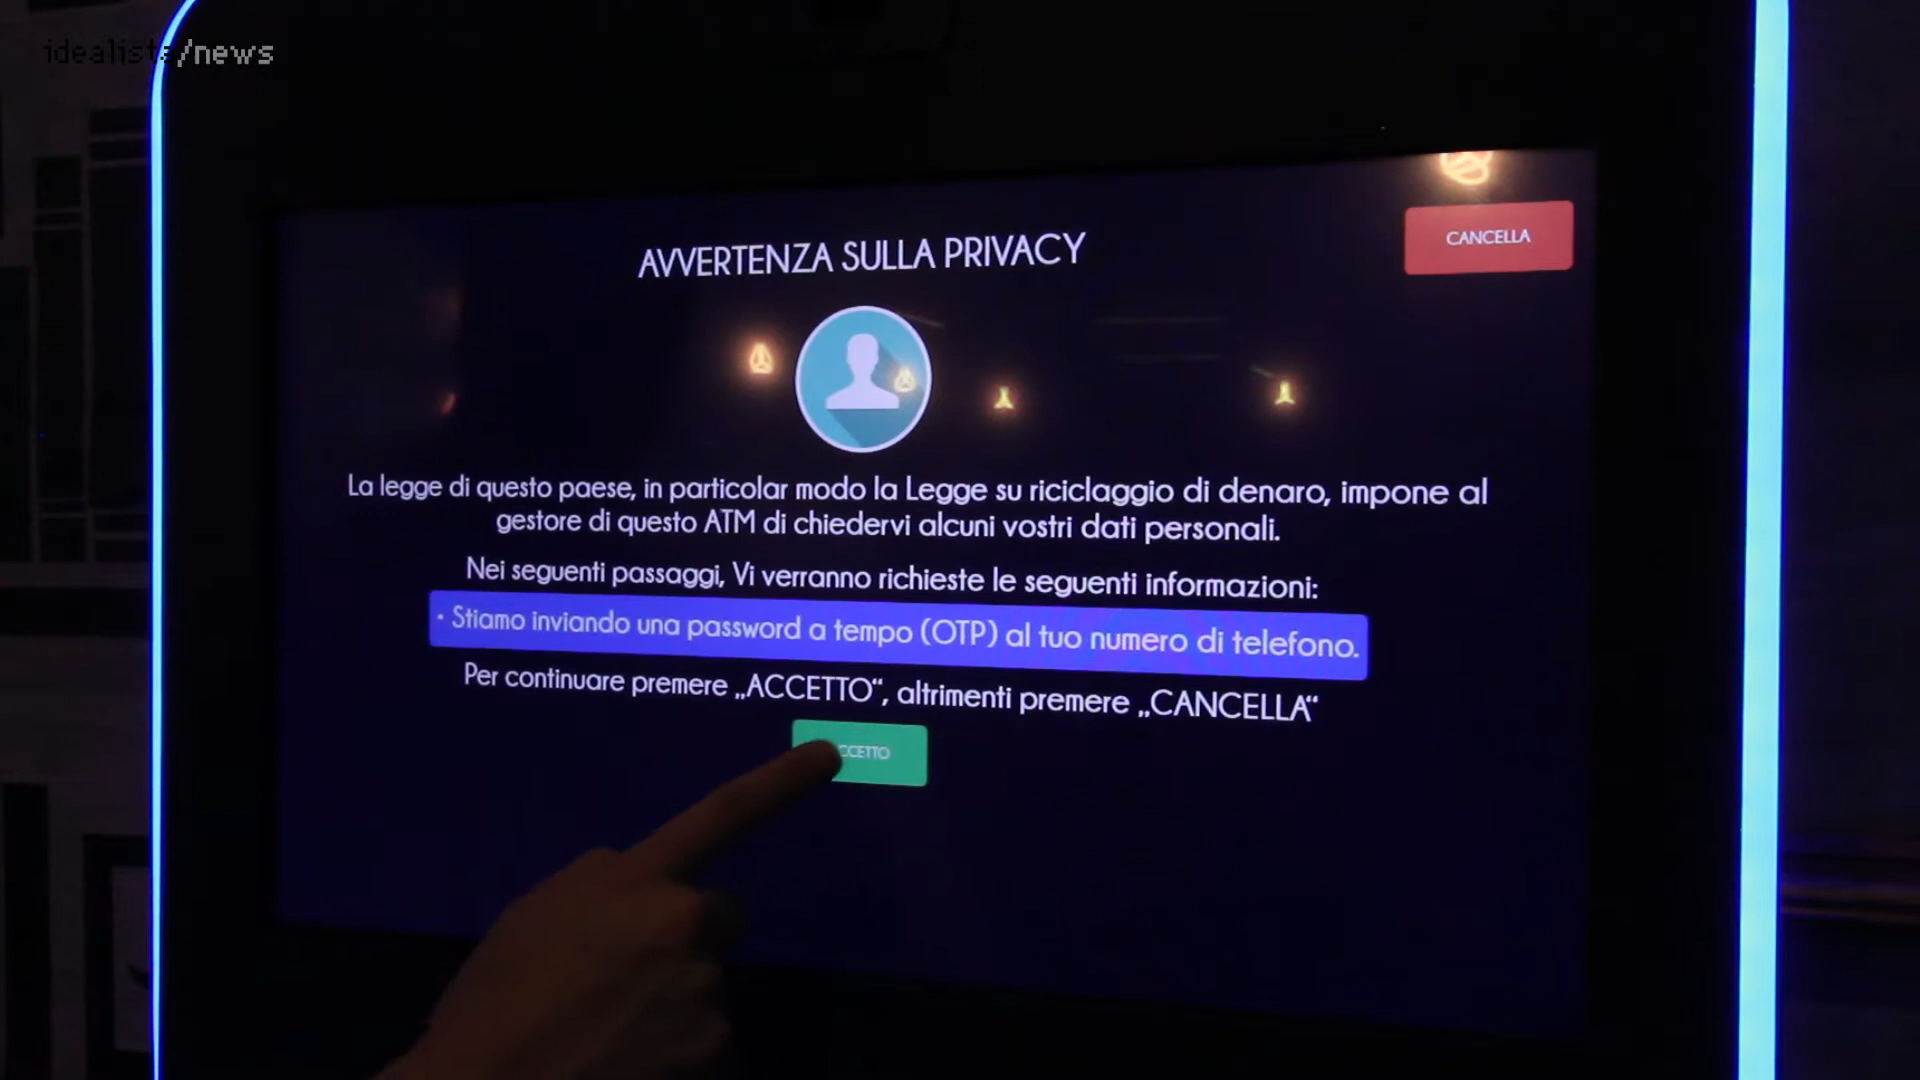 idealista/news
AVVERTENZA SULLA PRIVACY
CANCELLA
La legge di questo paese, in particolar modo la Legge su riciclaggio di denaro, impone al
gestore di questo ATM di chiedervi alcuni vostri dati personali.
Nei seguenti passaggi, Vi verranno richieste le seguenti informazioni:
• Stiamo inviando una password a tempo (OTP) al tuo numero di telefono.
Per continuare premere „ACCETTO“, altrimenti premere „CANCELLA“
CCETTO